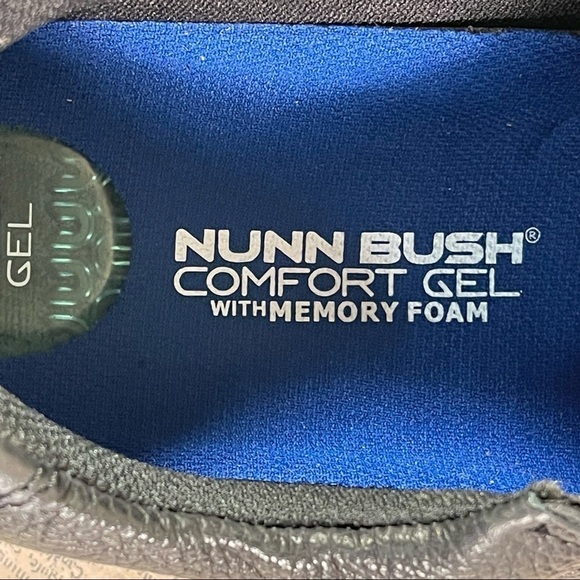 GEL
NUNN BUSH®
COMFORT GEL
WITH MEMORY FOAM